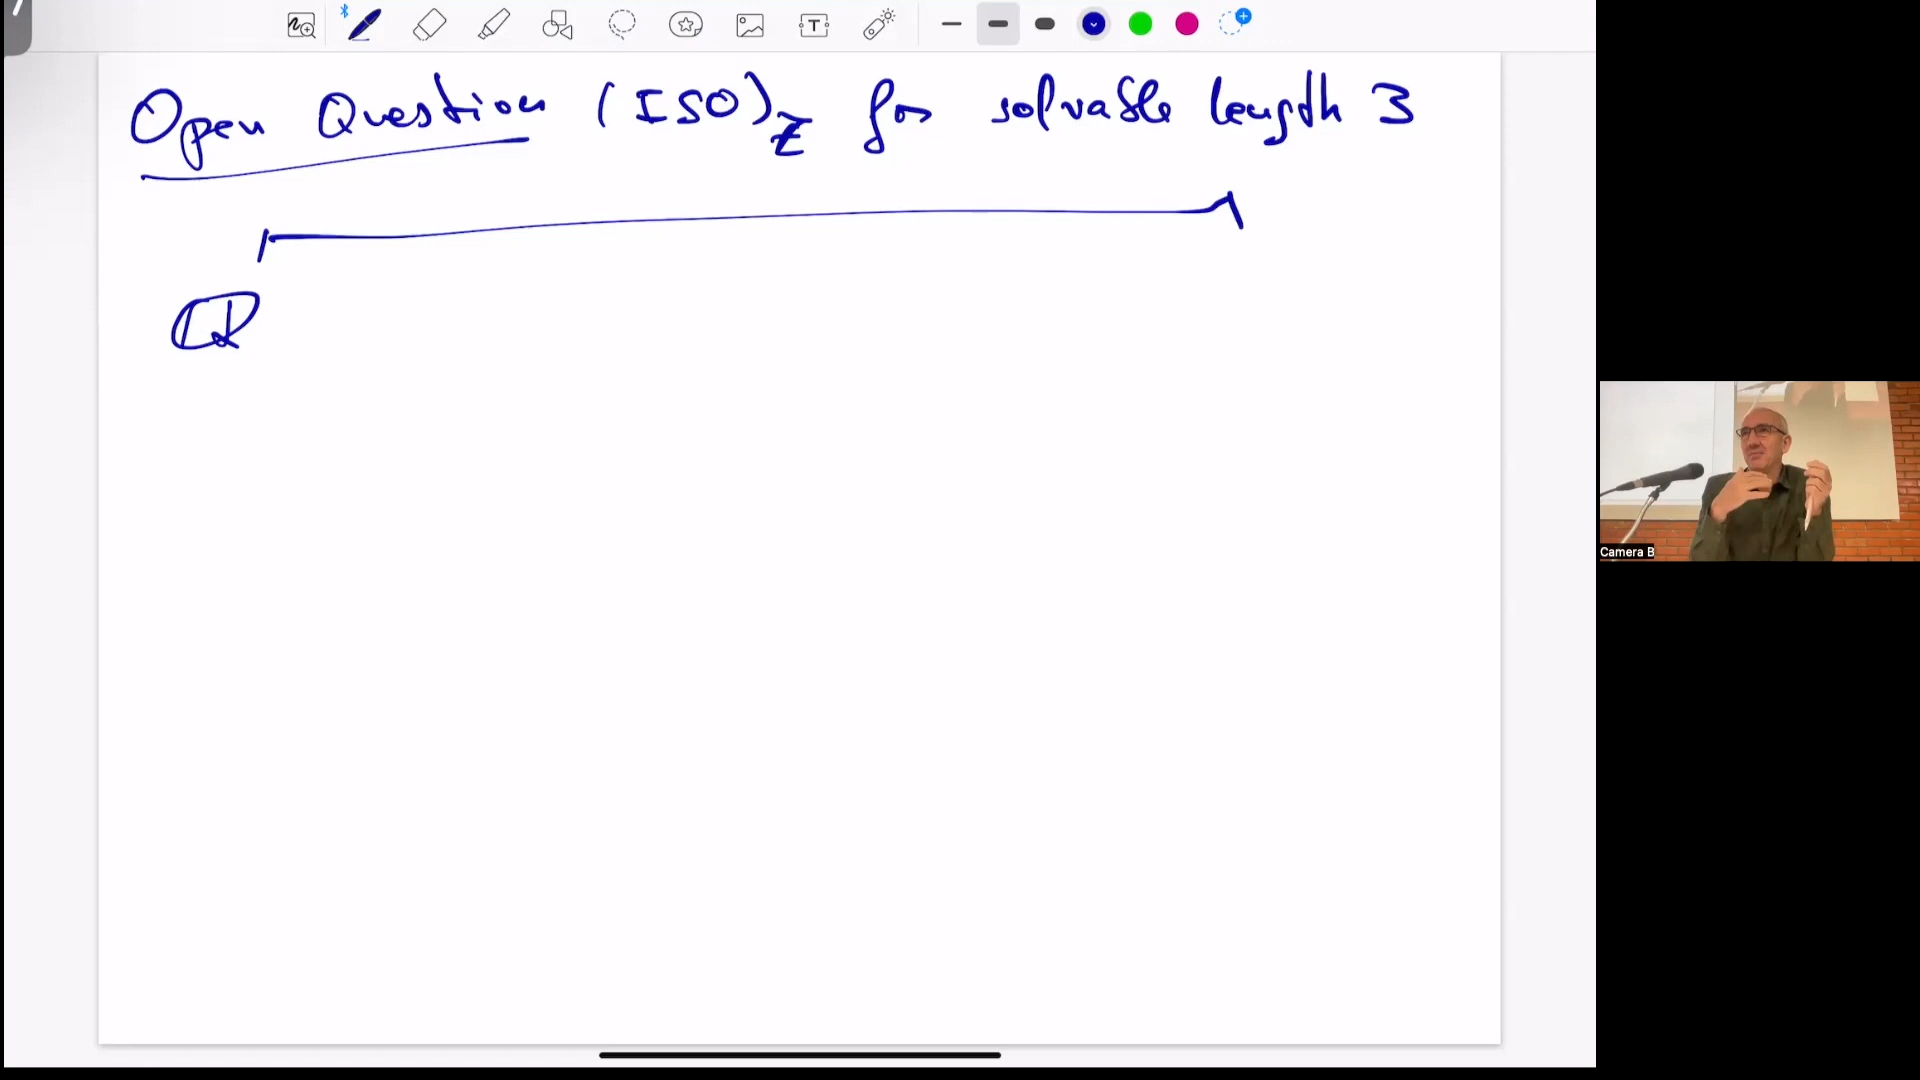 Open Question (ISO)_ℤ for solvable length 3
ℚ
Camera B